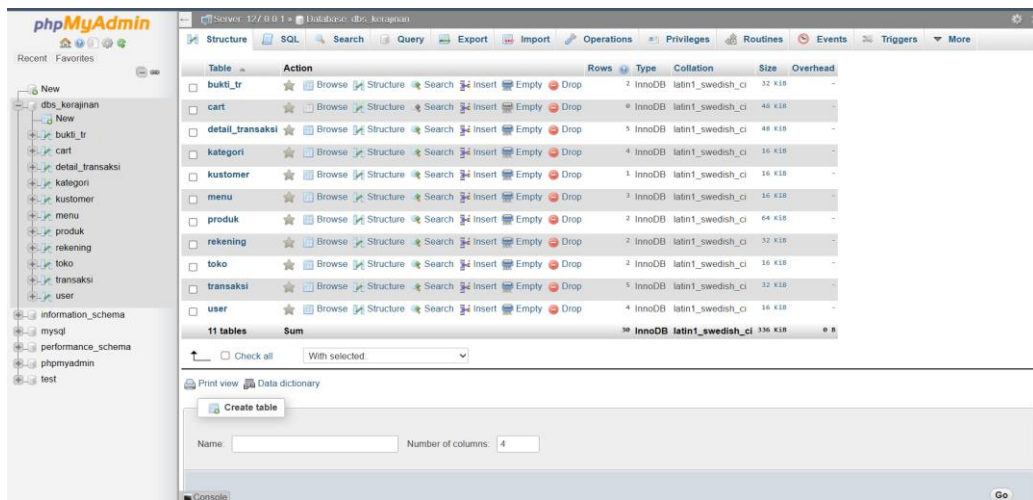 phpMyAdmin
Recent Favorites
New
dbs_kerajinan
New
bukti_tr
cart
detail_transaksi
kategori
kustomer
menu
produk
rekening
toko
transaksi
user
information_schema
mysql
performance_schema
phpmyadmin
test
Server: 127.0.0.1 » Database: dbs_kerajinan
Structure SQL Search Query Export Import Operations Privileges Routines Events Triggers More
Table Action Rows Type Collation Size Overhead
bukti_tr Browse Structure Search Insert Empty Drop 2 InnoDB latin1_swedish_ci 32 KiB -
cart Browse Structure Search Insert Empty Drop 0 InnoDB latin1_swedish_ci 48 KiB -
detail_transaksi Browse Structure Search Insert Empty Drop 5 InnoDB latin1_swedish_ci 48 KiB -
kategori Browse Structure Search Insert Empty Drop 4 InnoDB latin1_swedish_ci 16 KiB -
kustomer Browse Structure Search Insert Empty Drop 1 InnoDB latin1_swedish_ci 16 KiB -
menu Browse Structure Search Insert Empty Drop 3 InnoDB latin1_swedish_ci 16 KiB -
produk Browse Structure Search Insert Empty Drop 2 InnoDB latin1_swedish_ci 64 KiB -
rekening Browse Structure Search Insert Empty Drop 2 InnoDB latin1_swedish_ci 32 KiB -
toko Browse Structure Search Insert Empty Drop 2 InnoDB latin1_swedish_ci 16 KiB -
transaksi Browse Structure Search Insert Empty Drop 5 InnoDB latin1_swedish_ci 32 KiB -
user Browse Structure Search Insert Empty Drop 4 InnoDB latin1_swedish_ci 16 KiB -
11 tables Sum 30 InnoDB latin1_swedish_ci 336 KiB 0 B
Check all With selected:
Print view Data dictionary
Create table
Name: Number of columns: 4
Console Go